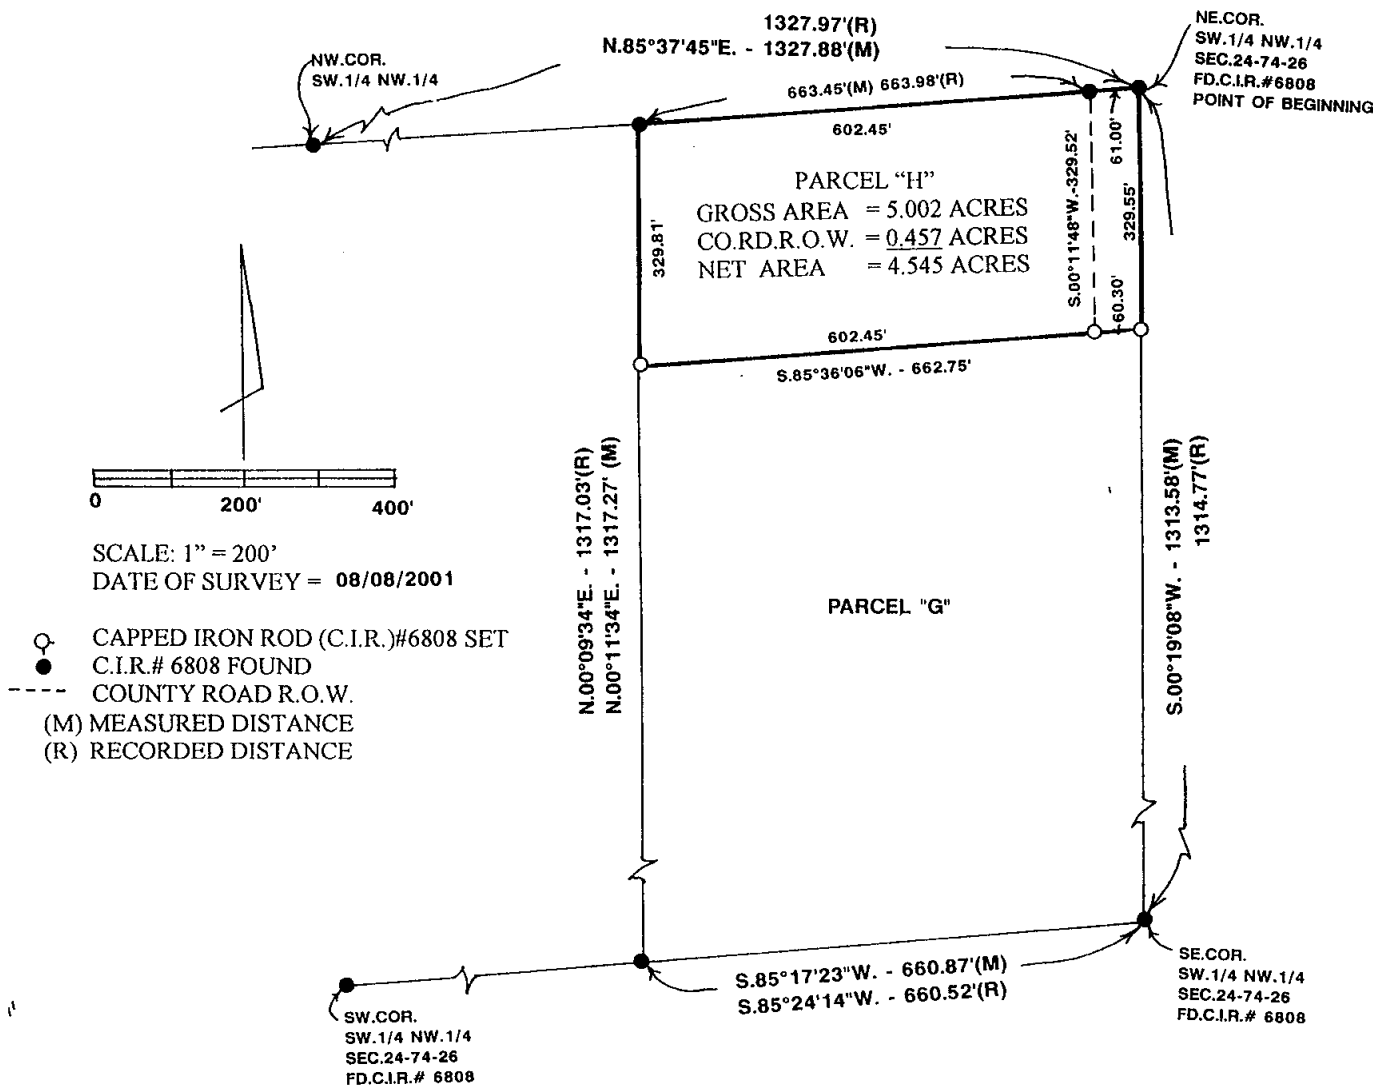 1327.97'(R)
N.85°37'45"E. - 1327.88'(M)
NW.COR.
SW.1/4 NW.1/4
NE.COR.
SW.1/4 NW.1/4
SEC.24-74-26
FD.C.I.R.#6808
POINT OF BEGINNING
663.45'(M) 663.98'(R)
602.45'
61.00'
S.00°11'48"W.-329.52'
329.55'
329.81'
60.30'
PARCEL "H"
GROSS AREA = 5.002 ACRES
CO.RD.R.O.W. = 0.457 ACRES
NET AREA = 4.545 ACRES
602.45'
S.85°36'06"W. - 662.75'
N.00°09'34"E. - 1317.03'(R)
N.00°11'34"E. - 1317.27' (M)
S.00°19'08"W. - 1313.58'(M)
1314.77'(R)
0 200' 400'
SCALE: 1" = 200'
DATE OF SURVEY = 08/08/2001
CAPPED IRON ROD (C.I.R.)#6808 SET
C.I.R.# 6808 FOUND
COUNTY ROAD R.O.W.
(M) MEASURED DISTANCE
(R) RECORDED DISTANCE
PARCEL "G"
S.85°17'23"W. - 660.87'(M)
S.85°24'14"W. - 660.52'(R)
SE.COR.
SW.1/4 NW.1/4
SEC.24-74-26
FD.C.I.R.# 6808
SW.COR.
SW.1/4 NW.1/4
SEC.24-74-26
FD.C.I.R.# 6808